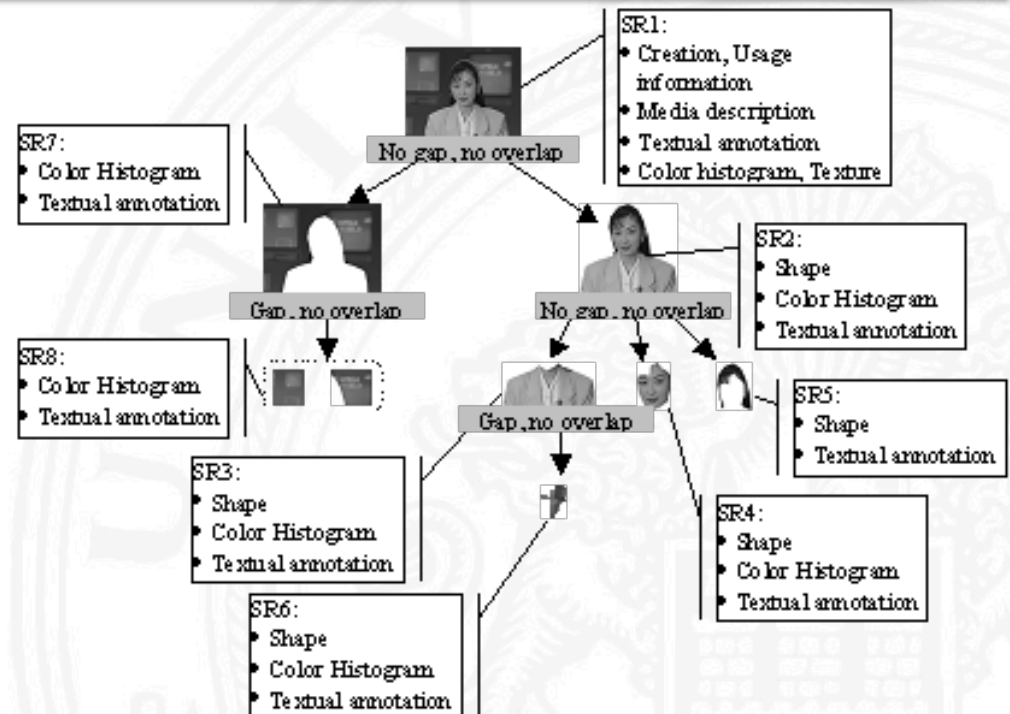 SR1:
• Creation, Usage
information
• Media description
• Textual annotation
• Color histogram, Texture
No gap, no overlap
SR7:
• Color Histogram
• Textual annotation
SR2:
• Shape
• Color Histogram
• Textual annotation
Gap, no overlap
No gap, no overlap
SR8:
• Color Histogram
• Textual annotation
SR5:
• Shape
• Textual annotation
Gap, no overlap
SR3:
• Shape
• Color Histogram
• Textual annotation
SR4:
• Shape
• Color Histogram
• Textual annotation
SR6:
• Shape
• Color Histogram
• Textual annotation